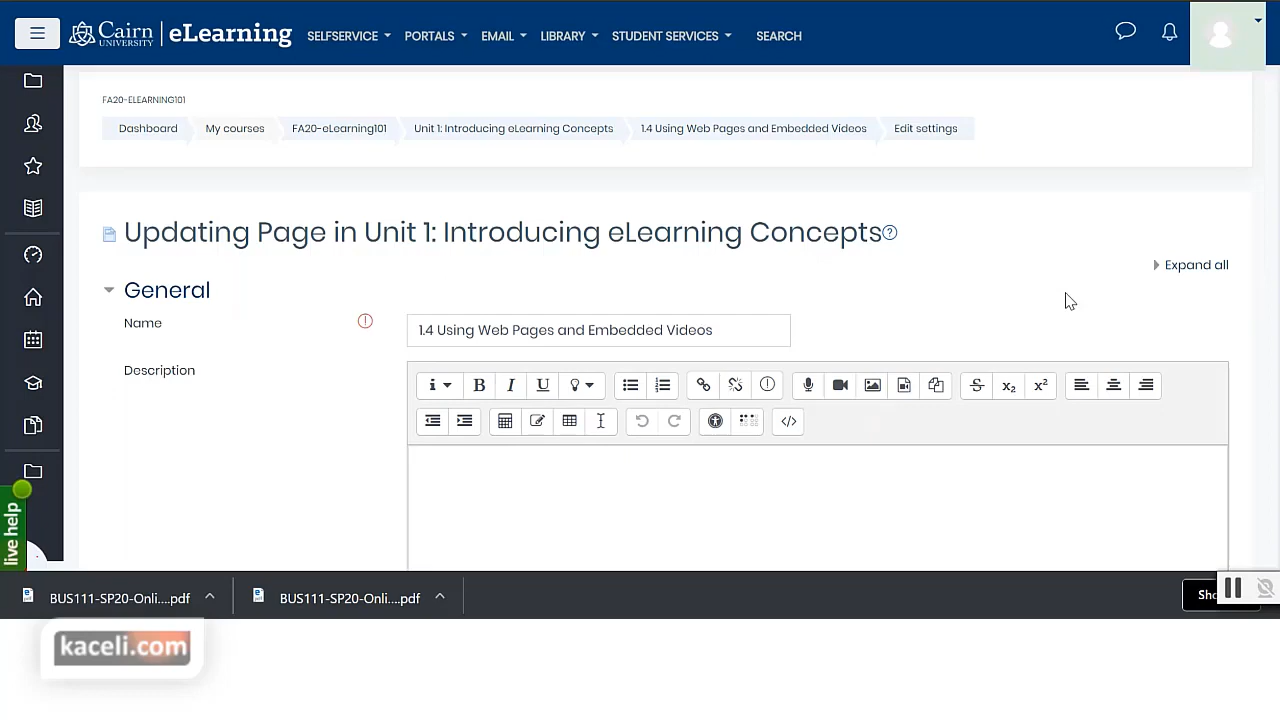 Cairn UNIVERSITY eLearning SELFSERVICE PORTALS EMAIL LIBRARY STUDENT SERVICES SEARCH
FA20-ELEARNING101
Dashboard My courses FA20-eLearning101 Unit 1: Introducing eLearning Concepts 1.4 Using Web Pages and Embedded Videos Edit settings
Updating Page in Unit 1: Introducing eLearning Concepts
Expand all
General
Name 1.4 Using Web Pages and Embedded Videos
Description
live help
BUS111-SP20-Onli....pdf BUS111-SP20-Onli....pdf
kaceli.com